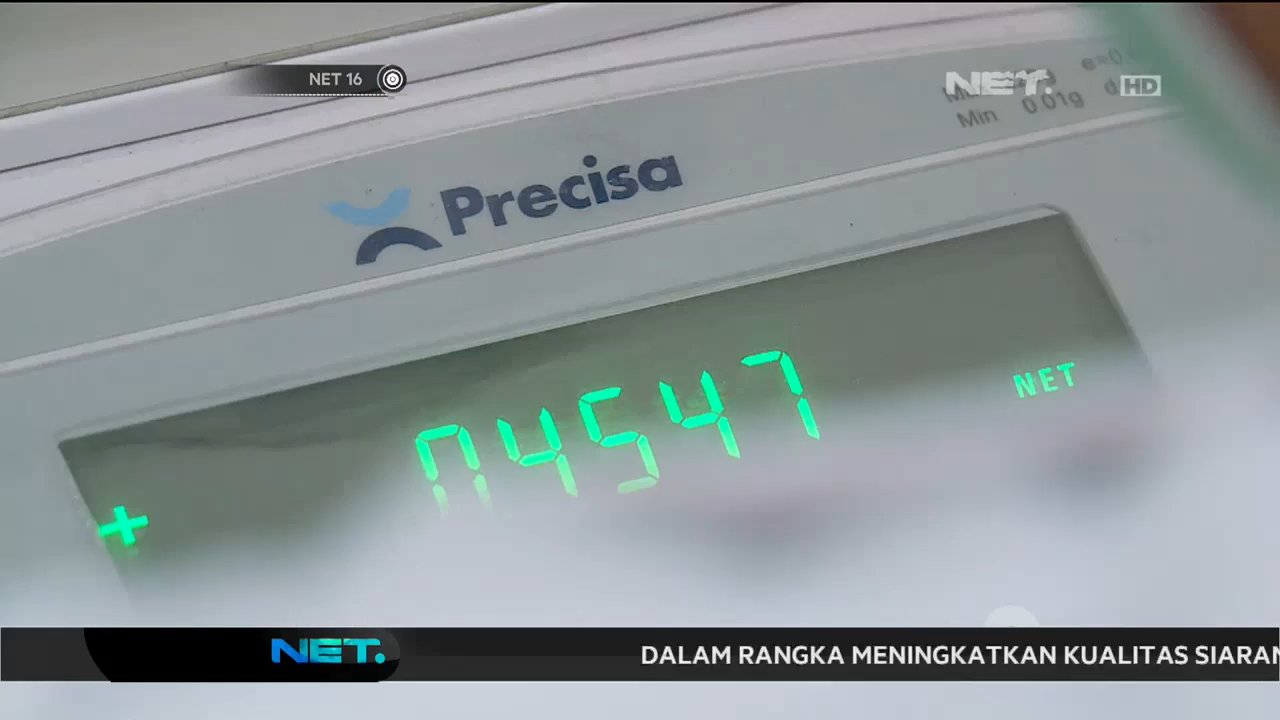 NET 16
NET.
HD
Min 0.01g
Precisa
04547
NET
+
NET.
DALAM RANGKA MENINGKATKAN KUALITAS SIARAN